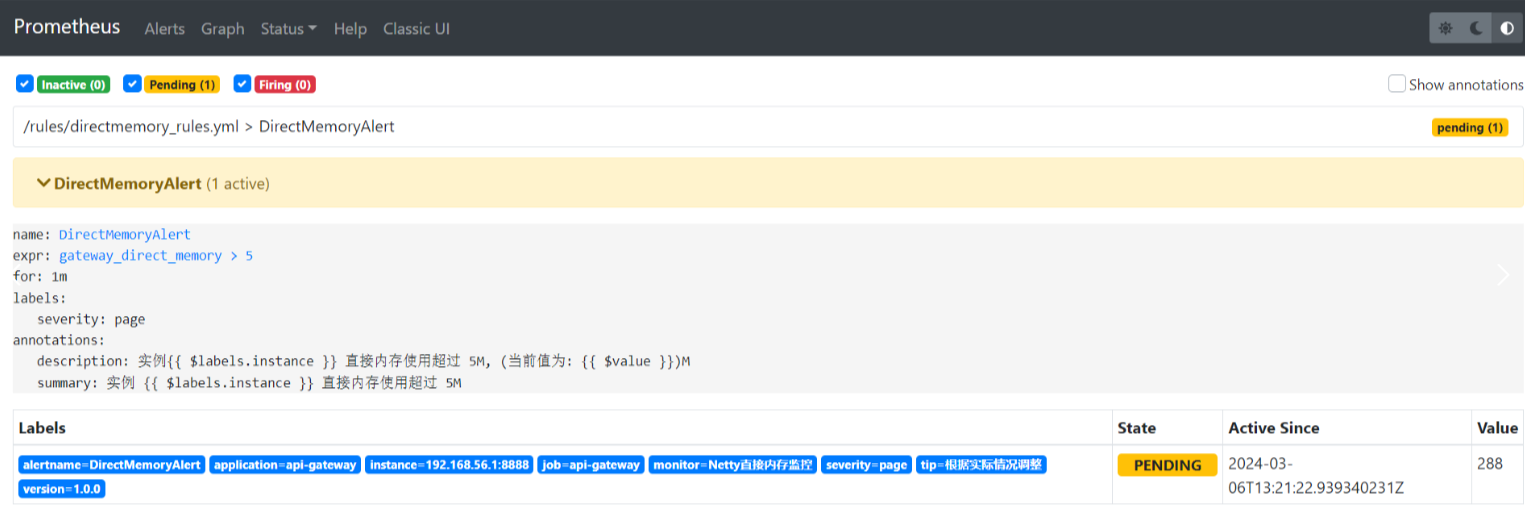 Prometheus Alerts Graph Status Help Classic UI
Inactive (0) Pending (1) Firing (0) Show annotations
/rules/directmemory_rules.yml > DirectMemoryAlert pending (1)
DirectMemoryAlert (1 active)
name: DirectMemoryAlert
expr: gateway_direct_memory > 5
for: 1m
labels:
severity: page
annotations:
description: 实例{{ $labels.instance }} 直接内存使用超过 5M, (当前值为: {{ $value }})M
summary: 实例 {{ $labels.instance }} 直接内存使用超过 5M
Labels State Active Since Value
alertname=DirectMemoryAlert application=api-gateway instance=192.168.56.1:8888 job=api-gateway monitor=Netty直接内存监控 severity=page tip=根据实际情况调整 PENDING 2024-03- 288
version=1.0.0 06T13:21:22.939340231Z